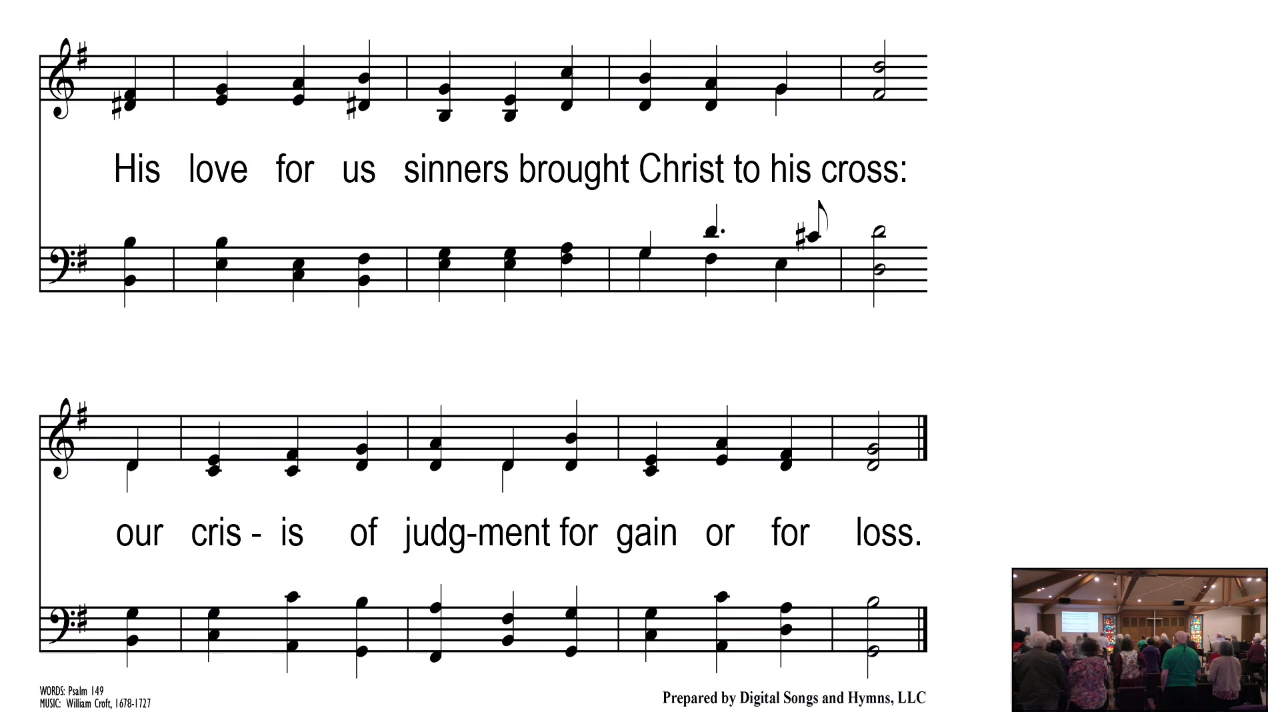 His love for us sinners brought Christ to his cross:
our cris - is of judg-ment for gain or for loss.
WORDS: Psalm 149
MUSIC: William Croft, 1678-1727
Prepared by Digital Songs and Hymns, LLC